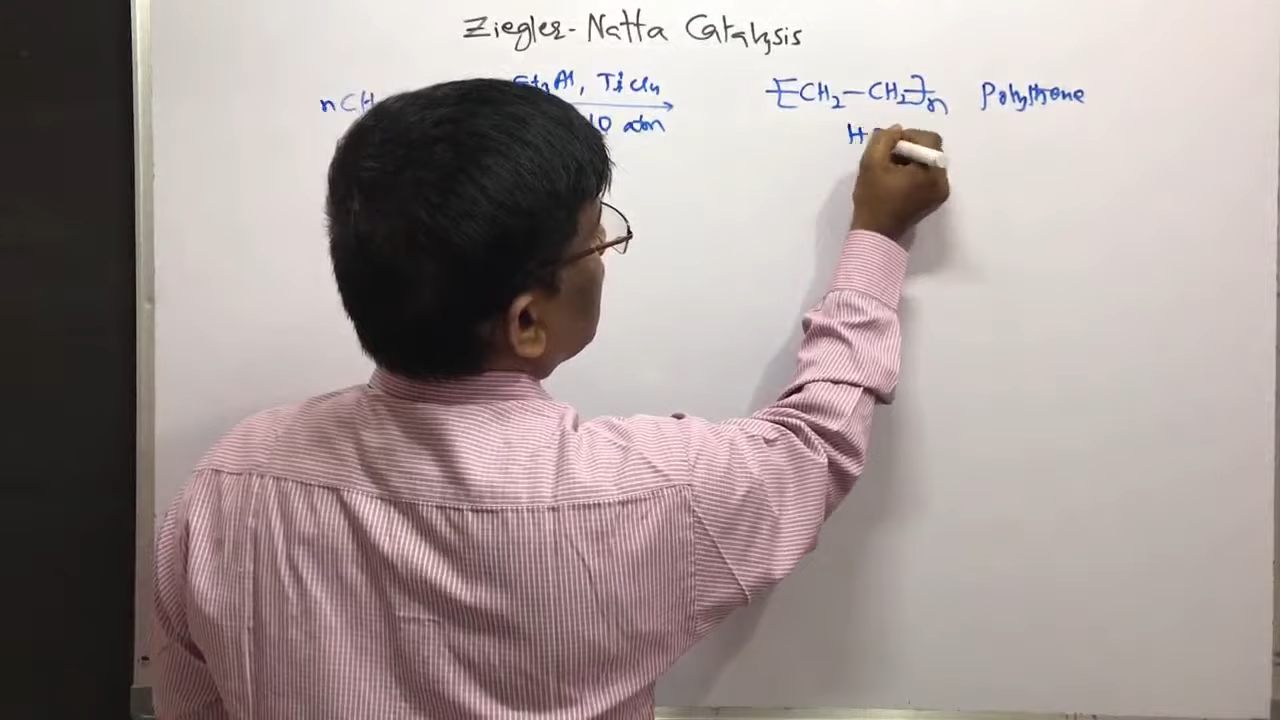 Ziegler-Natta Catalysis
nCH Et3Al, TiCl4 -[-CH2-CH2-]-n Polythene
10 atm H